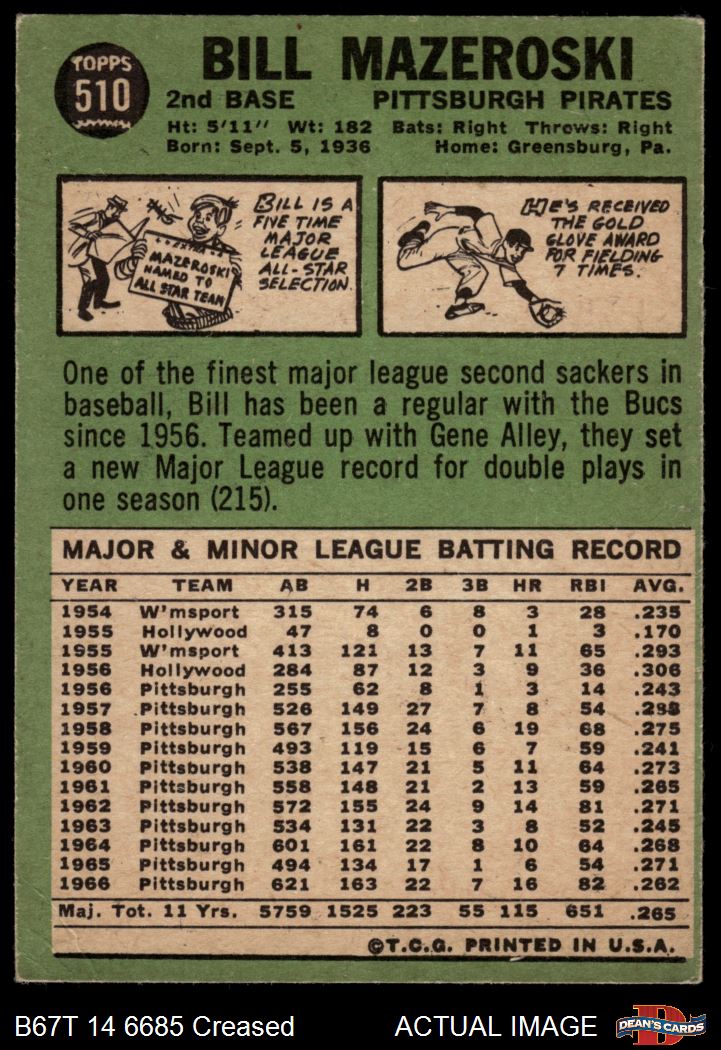 TOPPS
510
BILL MAZEROSKI
2nd BASE PITTSBURGH PIRATES
Ht: 5'11" Wt: 182 Bats: Right Throws: Right
Born: Sept. 5, 1936 Home: Greensburg, Pa.
BILL IS A
FIVE TIME
MAJOR
LEAGUE
ALL-STAR
SELECTION.
MAZEROSKI
NAMED TO
ALL STAR TEAM
HE'S RECEIVED
THE GOLD
GLOVE AWARD
FOR FIELDING
7 TIMES.
One of the finest major league second sackers in
baseball, Bill has been a regular with the Bucs
since 1956. Teamed up with Gene Alley, they set
a new Major League record for double plays in
one season (215).
MAJOR & MINOR LEAGUE BATTING RECORD
YEAR TEAM AB H 2B 3B HR RBI AVG.
1954 W'msport 315 74 6 8 3 28 .235
1955 Hollywood 47 8 0 0 1 3 .170
1955 W'msport 413 121 13 7 11 65 .293
1956 Hollywood 284 87 12 3 9 36 .306
1956 Pittsburgh 255 62 8 1 3 14 .243
1957 Pittsburgh 526 149 27 7 8 54
1958 Pittsburgh 567 156 24 6 19 68 .275
1959 Pittsburgh 493 119 15 6 7 59 .241
1960 Pittsburgh 538 147 21 5 11 64 .273
1961 Pittsburgh 558 148 21 2 13 59 .265
1962 Pittsburgh 572 155 24 9 14 81 .271
1963 Pittsburgh 534 131 22 3 8 52 .245
1964 Pittsburgh 601 161 22 8 10 64 .268
1965 Pittsburgh 494 134 17 1 6 54 .271
1966 Pittsburgh 621 163 22 7 16 82 .262
Maj. Tot. 11 Yrs. 5759 1525 223 55 115 651 .265
©T.C.G. PRINTED IN U.S.A.
B67T 14 6685 Creased ACTUAL IMAGE DEAN'S CARDS